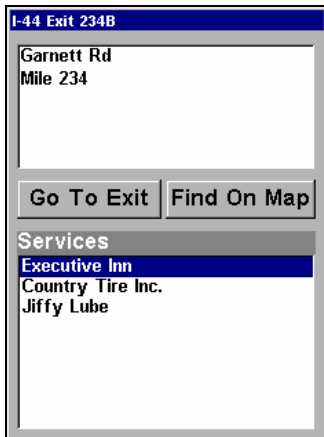 I-44 Exit 234B
Garnett Rd
Mile 234
Go To Exit Find On Map
Services
Executive Inn
Country Tire Inc.
Jiffy Lube